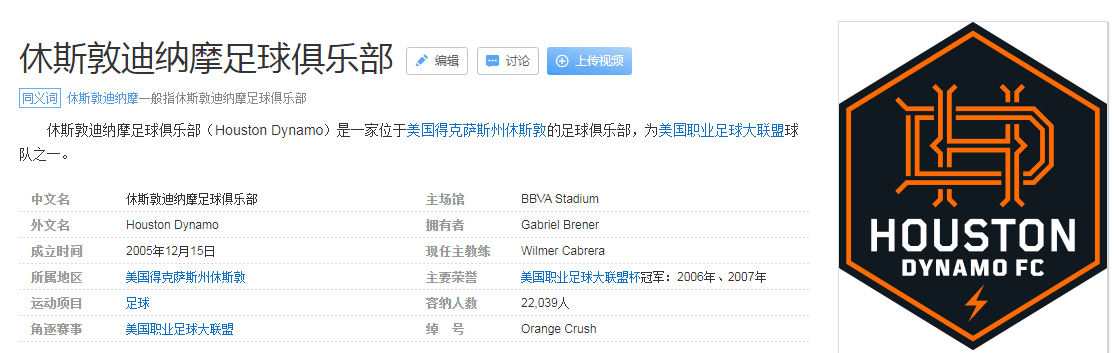 休斯敦迪纳摩足球俱乐部 编辑 讨论 上传视频
同义词 休斯敦迪纳摩一般指休斯敦迪纳摩足球俱乐部
休斯敦迪纳摩足球俱乐部（Houston Dynamo）是一家位于美国得克萨斯州休斯敦的足球俱乐部，为美国职业足球大联盟球
队之一。
中文名 休斯敦迪纳摩足球俱乐部 主场馆 BBVA Stadium
外文名 Houston Dynamo 拥有者 Gabriel Brener
成立时间 2005年12月15日 现任主教练 Wilmer Cabrera
所属地区 美国得克萨斯州休斯敦 主要荣誉 美国职业足球大联盟杯冠军：2006年、2007年
运动项目 足球 容纳人数 22,039人
角逐赛事 美国职业足球大联盟 绰 号 Orange Crush
HOUSTON
DYNAMO FC